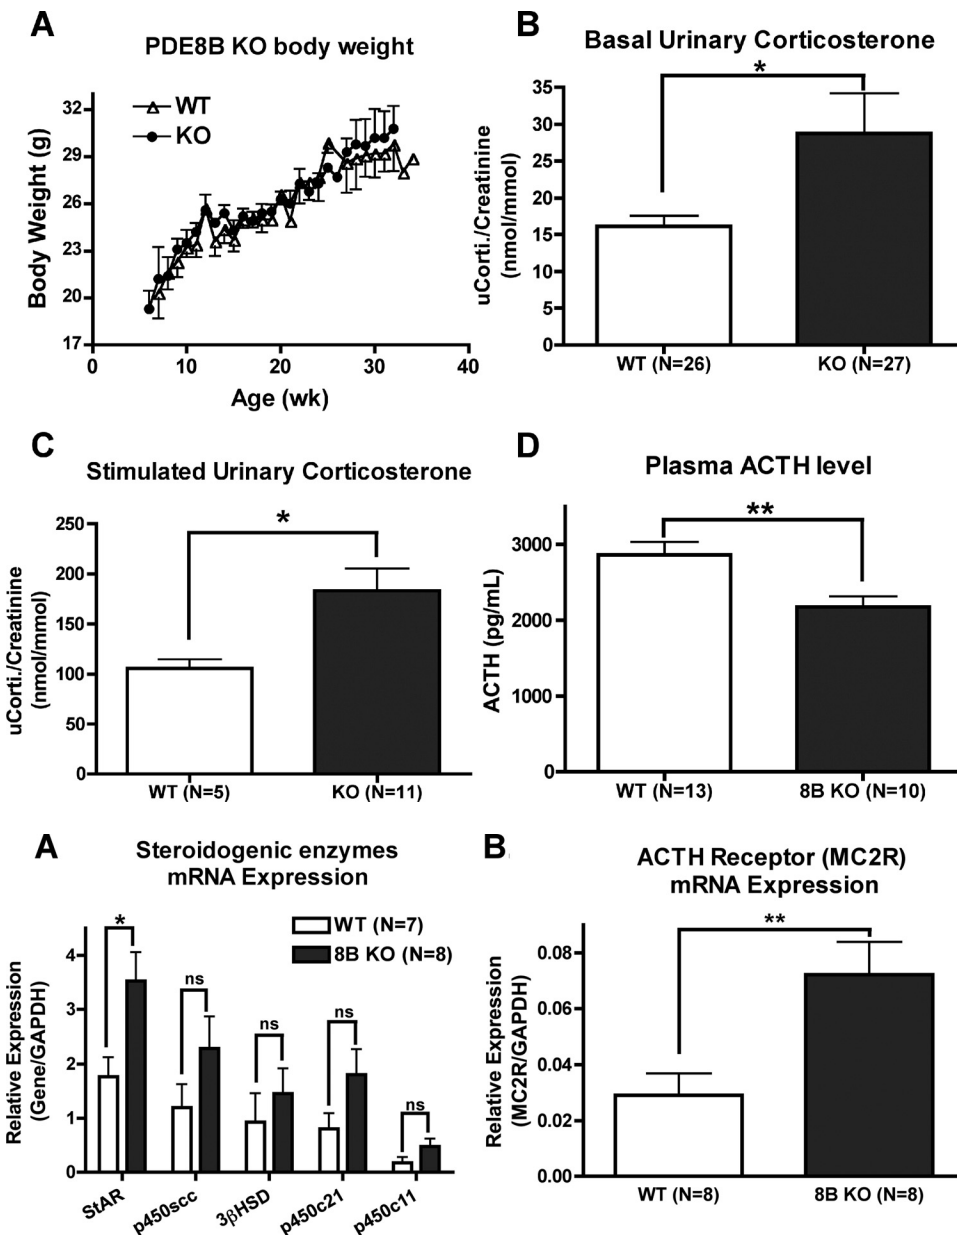 A
PDE8B KO body weight
WT
KO
Body Weight (g)
32
29
26
23
20
17
0
10
20
30
40
Age (wk)
B
Basal Urinary Corticosterone
*
uCorti./Creatinine
(nmol/mmol)
35
30
25
20
15
10
5
0
WT (N=26)
KO (N=27)
C
Stimulated Urinary Corticosterone
*
uCorti./Creatinine
(nmol/mmol)
250
200
150
100
50
0
WT (N=5)
KO (N=11)
D
Plasma ACTH level
**
ACTH (pg/mL)
3000
2000
1000
0
WT (N=13)
8B KO (N=10)
A
Steroidogenic enzymes
mRNA Expression
WT (N=7)
8B KO (N=8)
*
ns
ns
ns
ns
Relative Expression
(Gene/GAPDH)
4
3
2
1
0
StAR
p450scc
3βHSD
p450c21
p450c11
B
ACTH Receptor (MC2R)
mRNA Expression
**
Relative Expression
(MC2R/GAPDH)
0.08
0.06
0.04
0.02
0.00
WT (N=8)
8B KO (N=8)